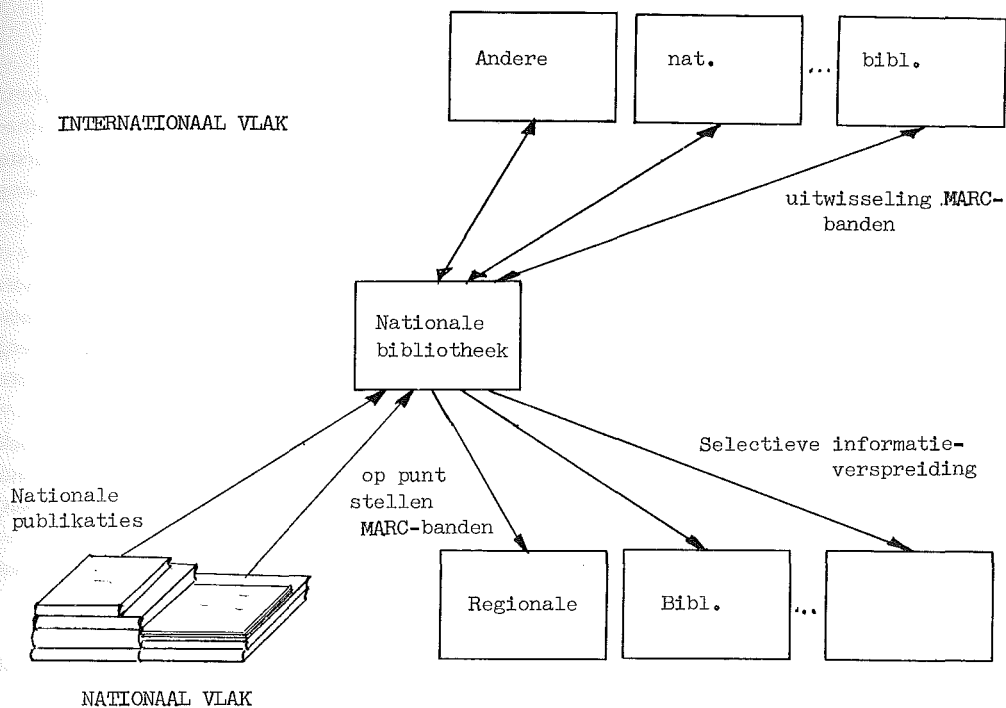 Andere nat. ... bibl.
INTERNATIONAAL VLAK
uitwisseling .MARC-
banden
Nationale
bibliotheek
Selectieve informatie-
verspreiding
op punt
stellen
MARC-banden
Nationale
publikaties
Regionale Bibl. ...
NATIONAAL VLAK